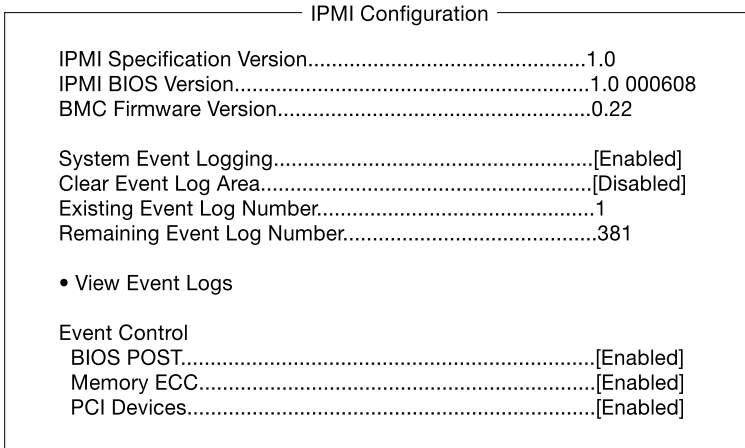 IPMI Configuration
IPMI Specification Version...............................................1.0
IPMI BIOS Version............................................................1.0 000608
BMC Firmware Version.....................................................0.22
System Event Logging......................................................[Enabled]
Clear Event Log Area........................................................[Disabled]
Existing Event Log Number...............................................1
Remaining Event Log Number...........................................381
• View Event Logs
Event Control
BIOS POST......................................................................[Enabled]
Memory ECC...................................................................[Enabled]
PCI Devices.....................................................................[Enabled]